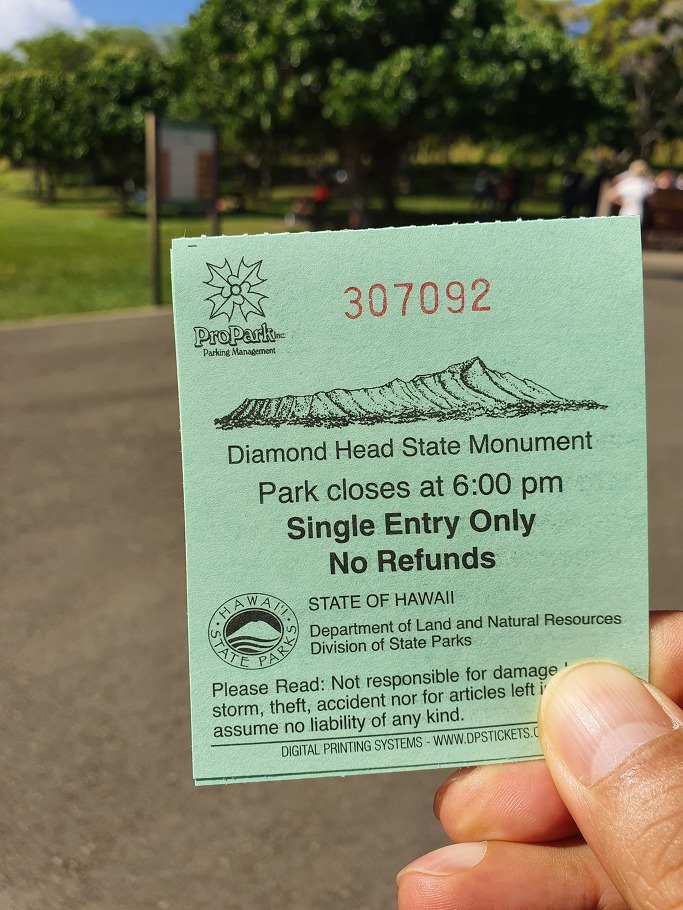 307092
ProPark Inc.
Parking Management
Diamond Head State Monument
Park closes at 6:00 pm
Single Entry Only
No Refunds
HAWAI'I
STATE PARKS
STATE OF HAWAII
Department of Land and Natural Resources
Division of State Parks
Please Read: Not responsible for damage
storm, theft, accident nor for articles left
assume no liability of any kind.
DIGITAL PRINTING SYSTEMS - WWW.DPSTICKETS.